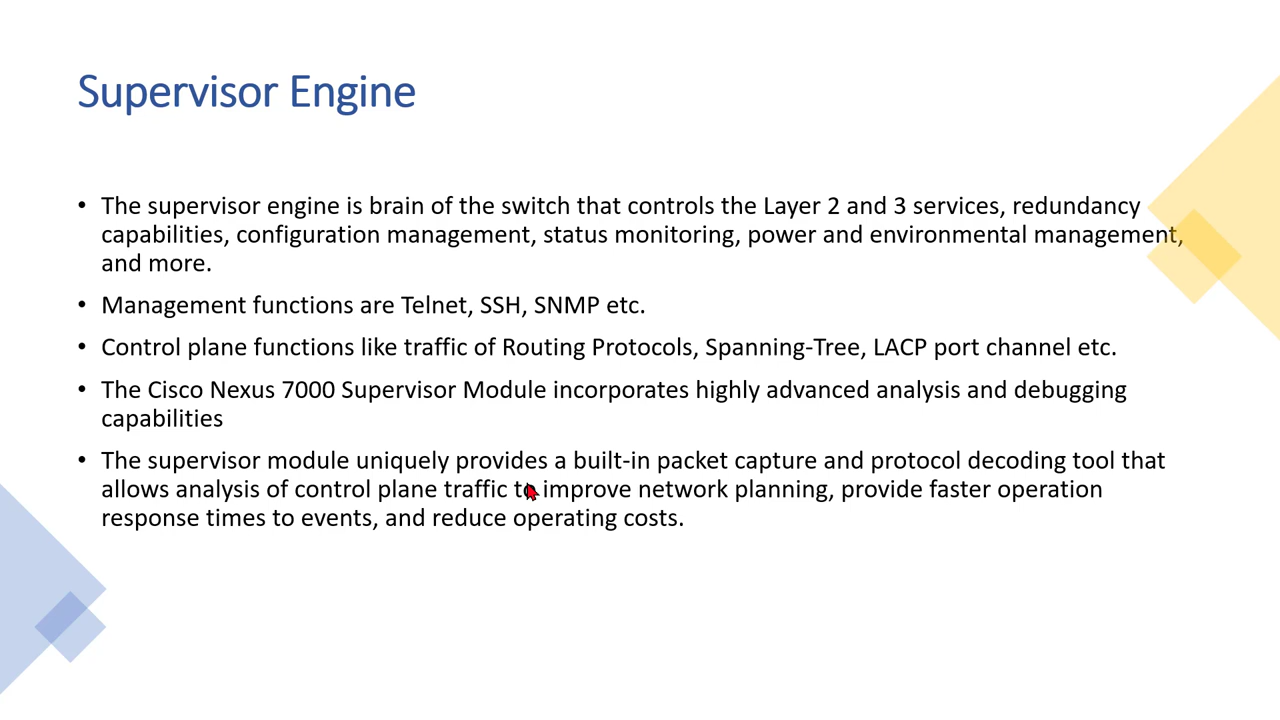 Supervisor Engine
• The supervisor engine is brain of the switch that controls the Layer 2 and 3 services, redundancy
capabilities, configuration management, status monitoring, power and environmental management,
and more.
• Management functions are Telnet, SSH, SNMP etc.
• Control plane functions like traffic of Routing Protocols, Spanning-Tree, LACP port channel etc.
• The Cisco Nexus 7000 Supervisor Module incorporates highly advanced analysis and debugging
capabilities
• The supervisor module uniquely provides a built-in packet capture and protocol decoding tool that
allows analysis of control plane traffic to improve network planning, provide faster operation
response times to events, and reduce operating costs.